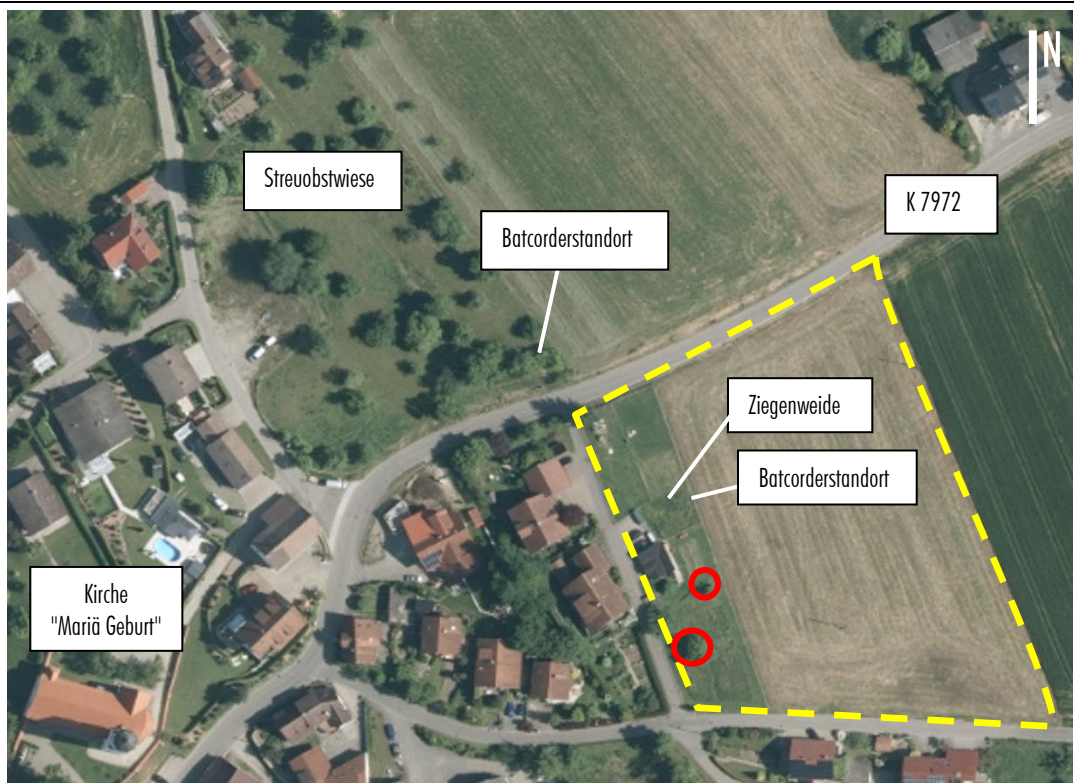 N
Streuobstwiese
K 7972
Batcorderstandort
Ziegenweide
Batcorderstandort
Kirche
"Mariä Geburt"